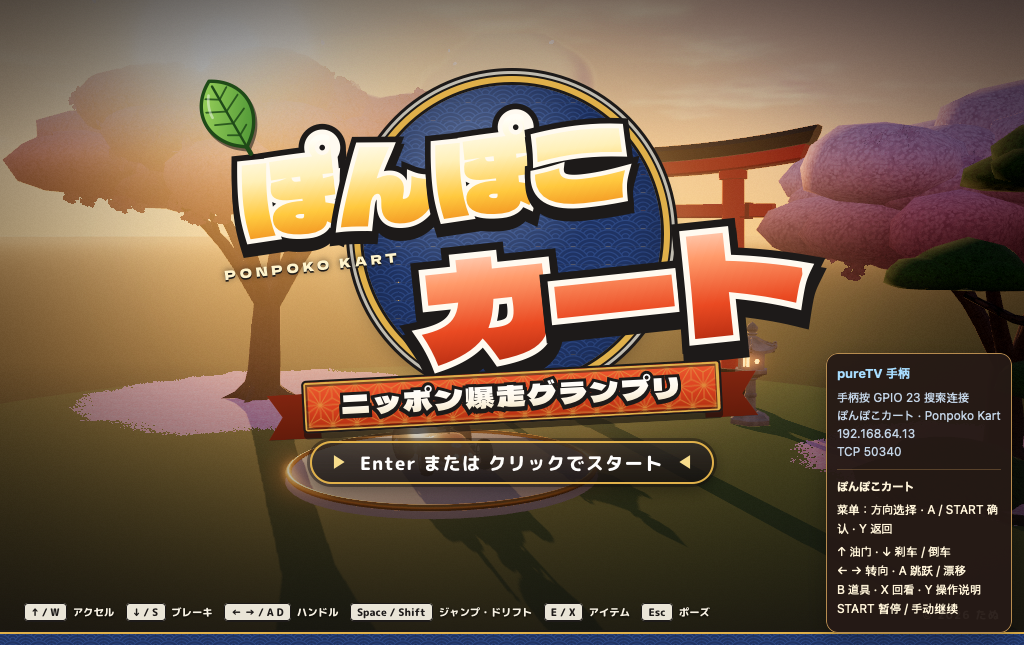 ぽんぽこ
PONPOKO KART
カート
ニッポン爆走グランプリ
Enter または クリックでスタート
↑ / W アクセル ↓ / S ブレーキ ← → / A D ハンドル Space / Shift ジャンプ・ドリフト E / X アイテム Esc ポーズ
pureTV 手柄
手柄按 GPIO 23 搜索连接
ぽんぽこカート · Ponpoko Kart
192.168.64.13
TCP 50340
ぽんぽこカート
菜单：方向选择 · A / START 确
认 · Y 返回
↑ 油门 · ↓ 刹车 / 倒车
← → 转向 · A 跳跃 / 漂移
B 道具 · X 回看 · Y 操作说明
START 暂停 / 手动继续